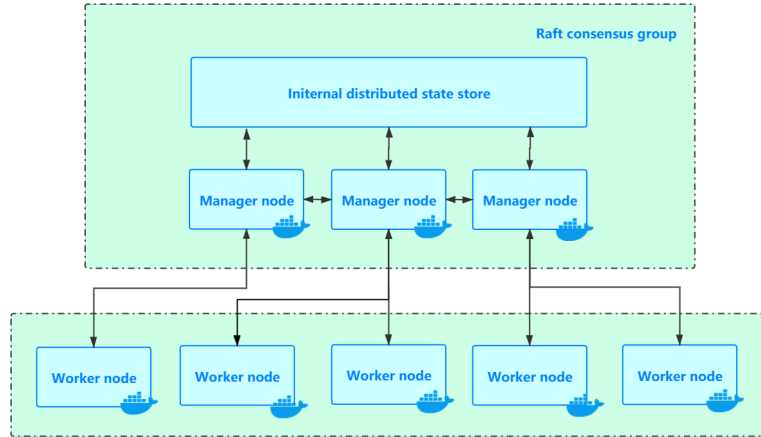 Raft consensus group
Initernal distributed state store
Manager node
Manager node
Manager node
Worker node
Worker node
Worker node
Worker node
Worker node